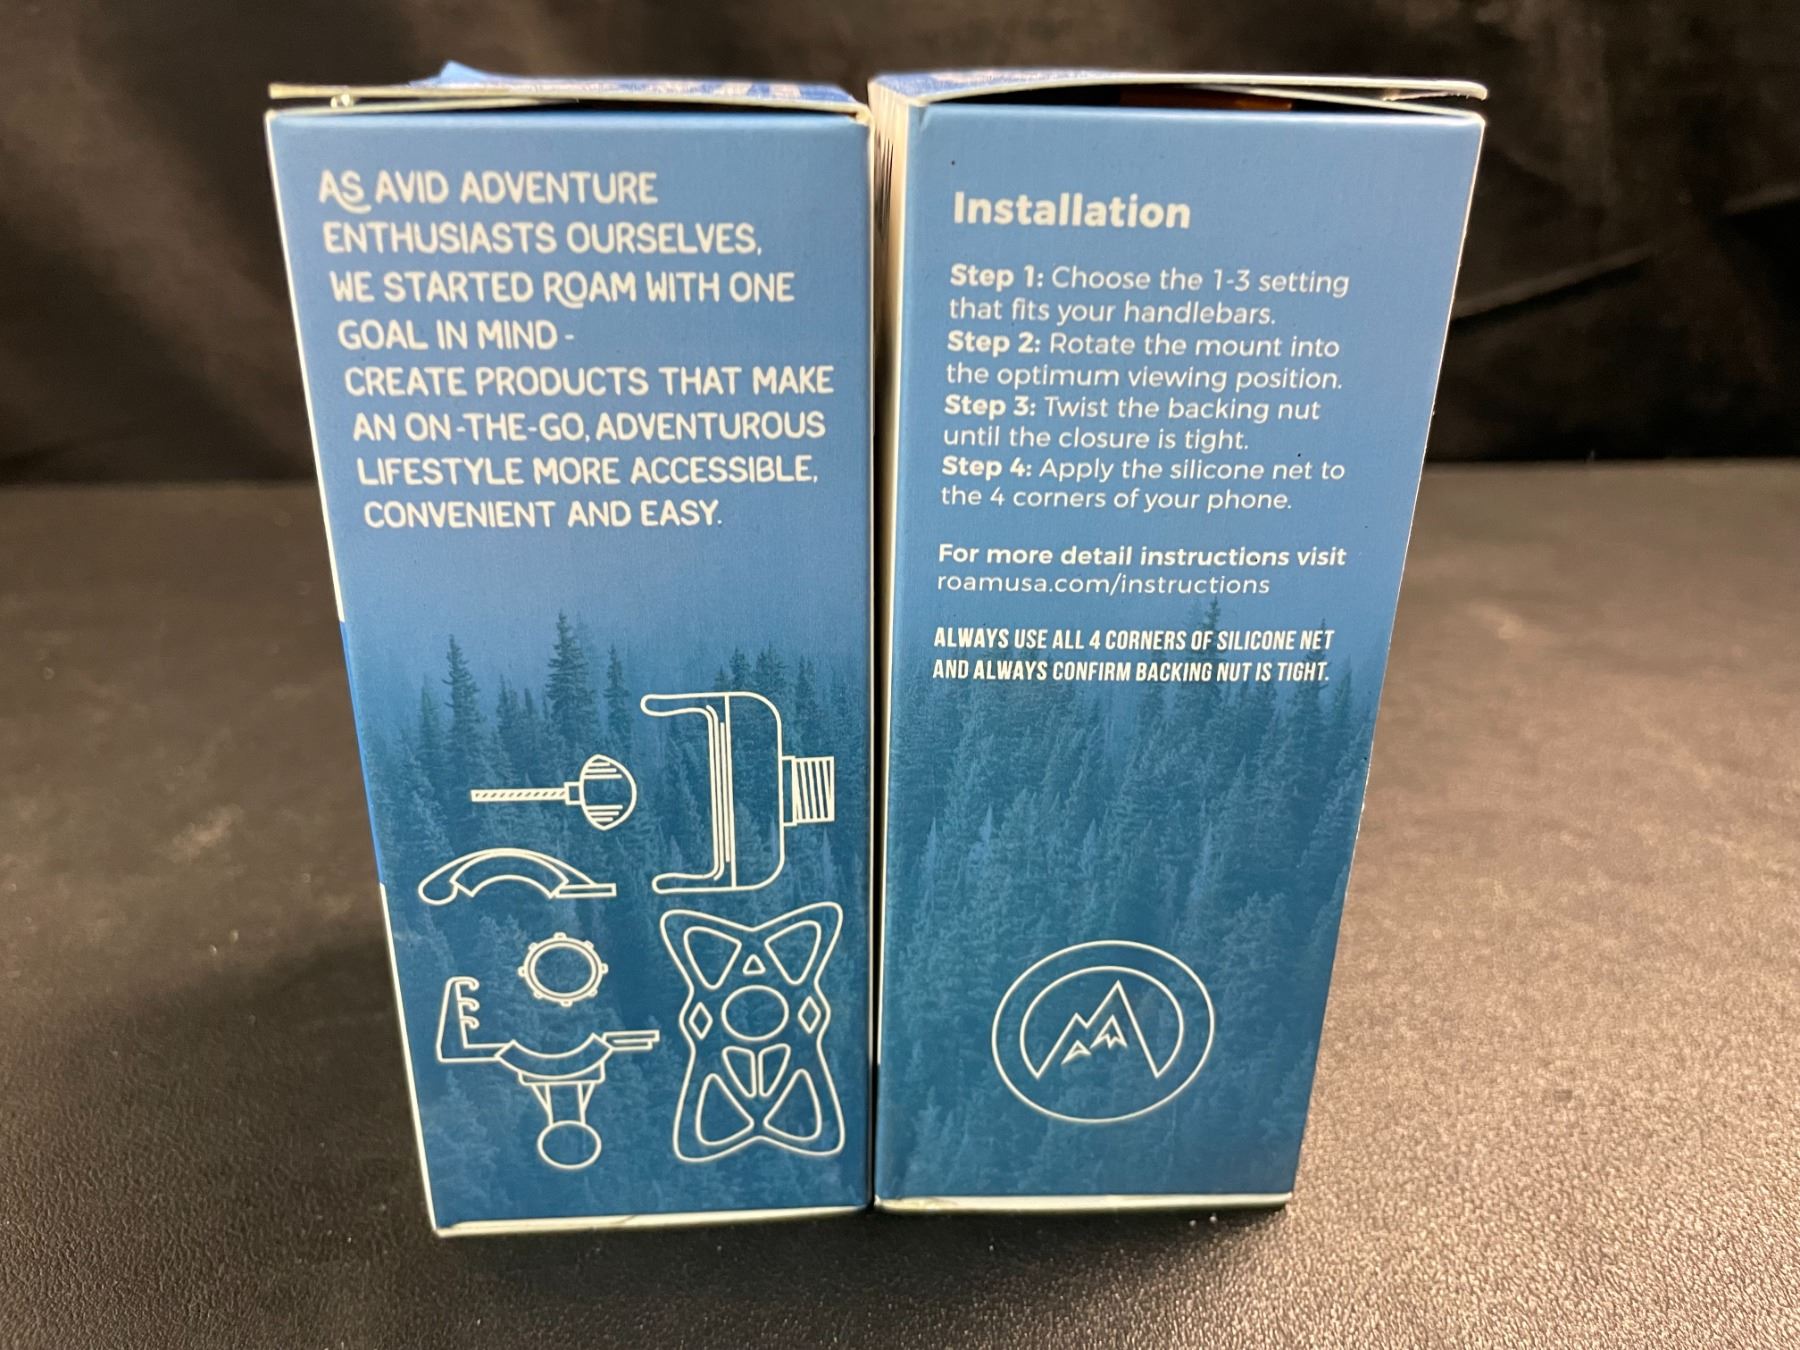 AS AVID ADVENTURE
ENTHUSIASTS OURSELVES,
WE STARTED ROAM WITH ONE
GOAL IN MIND -
CREATE PRODUCTS THAT MAKE
AN ON-THE-GO, ADVENTUROUS
LIFESTYLE MORE ACCESSIBLE,
CONVENIENT AND EASY.
Installation
Step 1: Choose the 1-3 setting
that fits your handlebars.
Step 2: Rotate the mount into
the optimum viewing position.
Step 3: Twist the backing nut
until the closure is tight.
Step 4: Apply the silicone net to
the 4 corners of your phone.
For more detail instructions visit
roamusa.com/instructions
ALWAYS USE ALL 4 CORNERS OF SILICONE NET
AND ALWAYS CONFIRM BACKING NUT IS TIGHT.